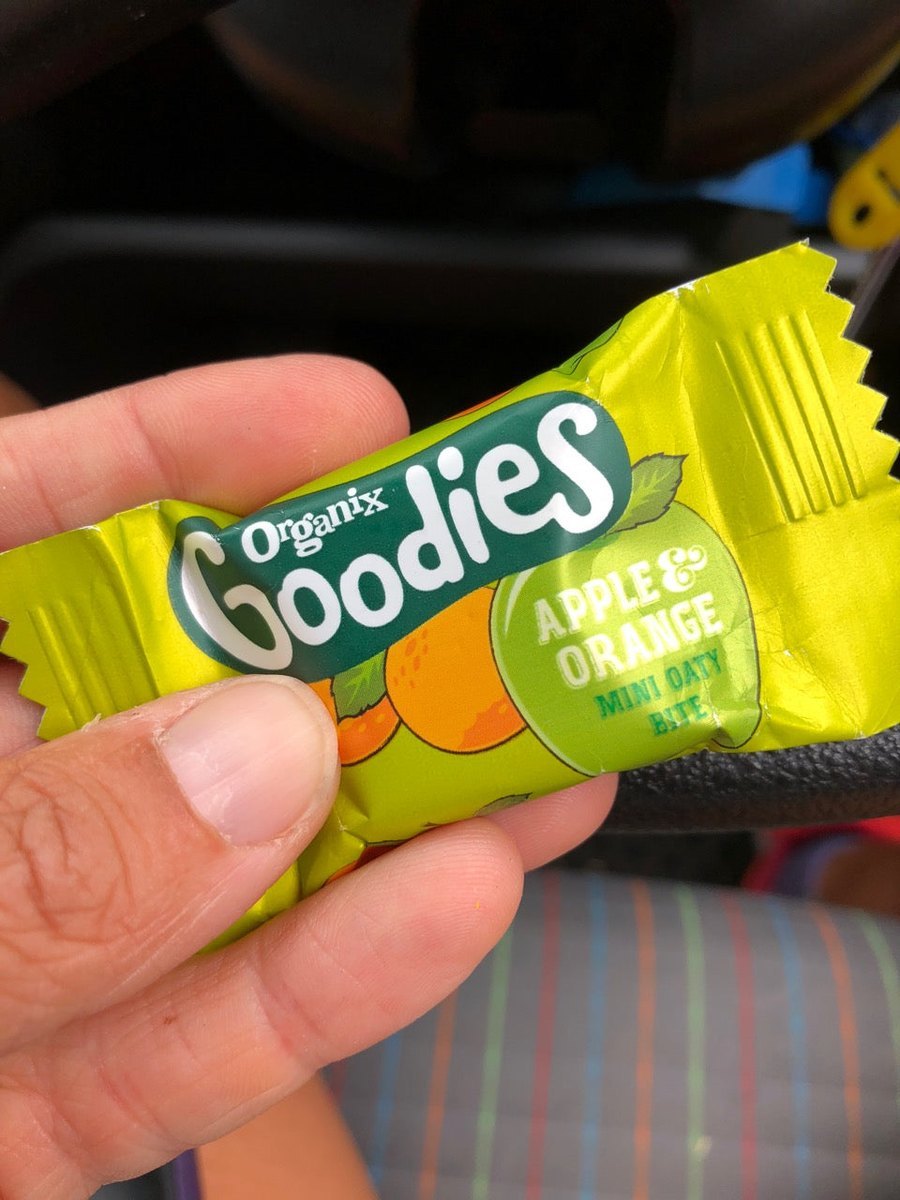 Organix
Goodies
APPLE &
ORANGE
MINI OATY
BITE